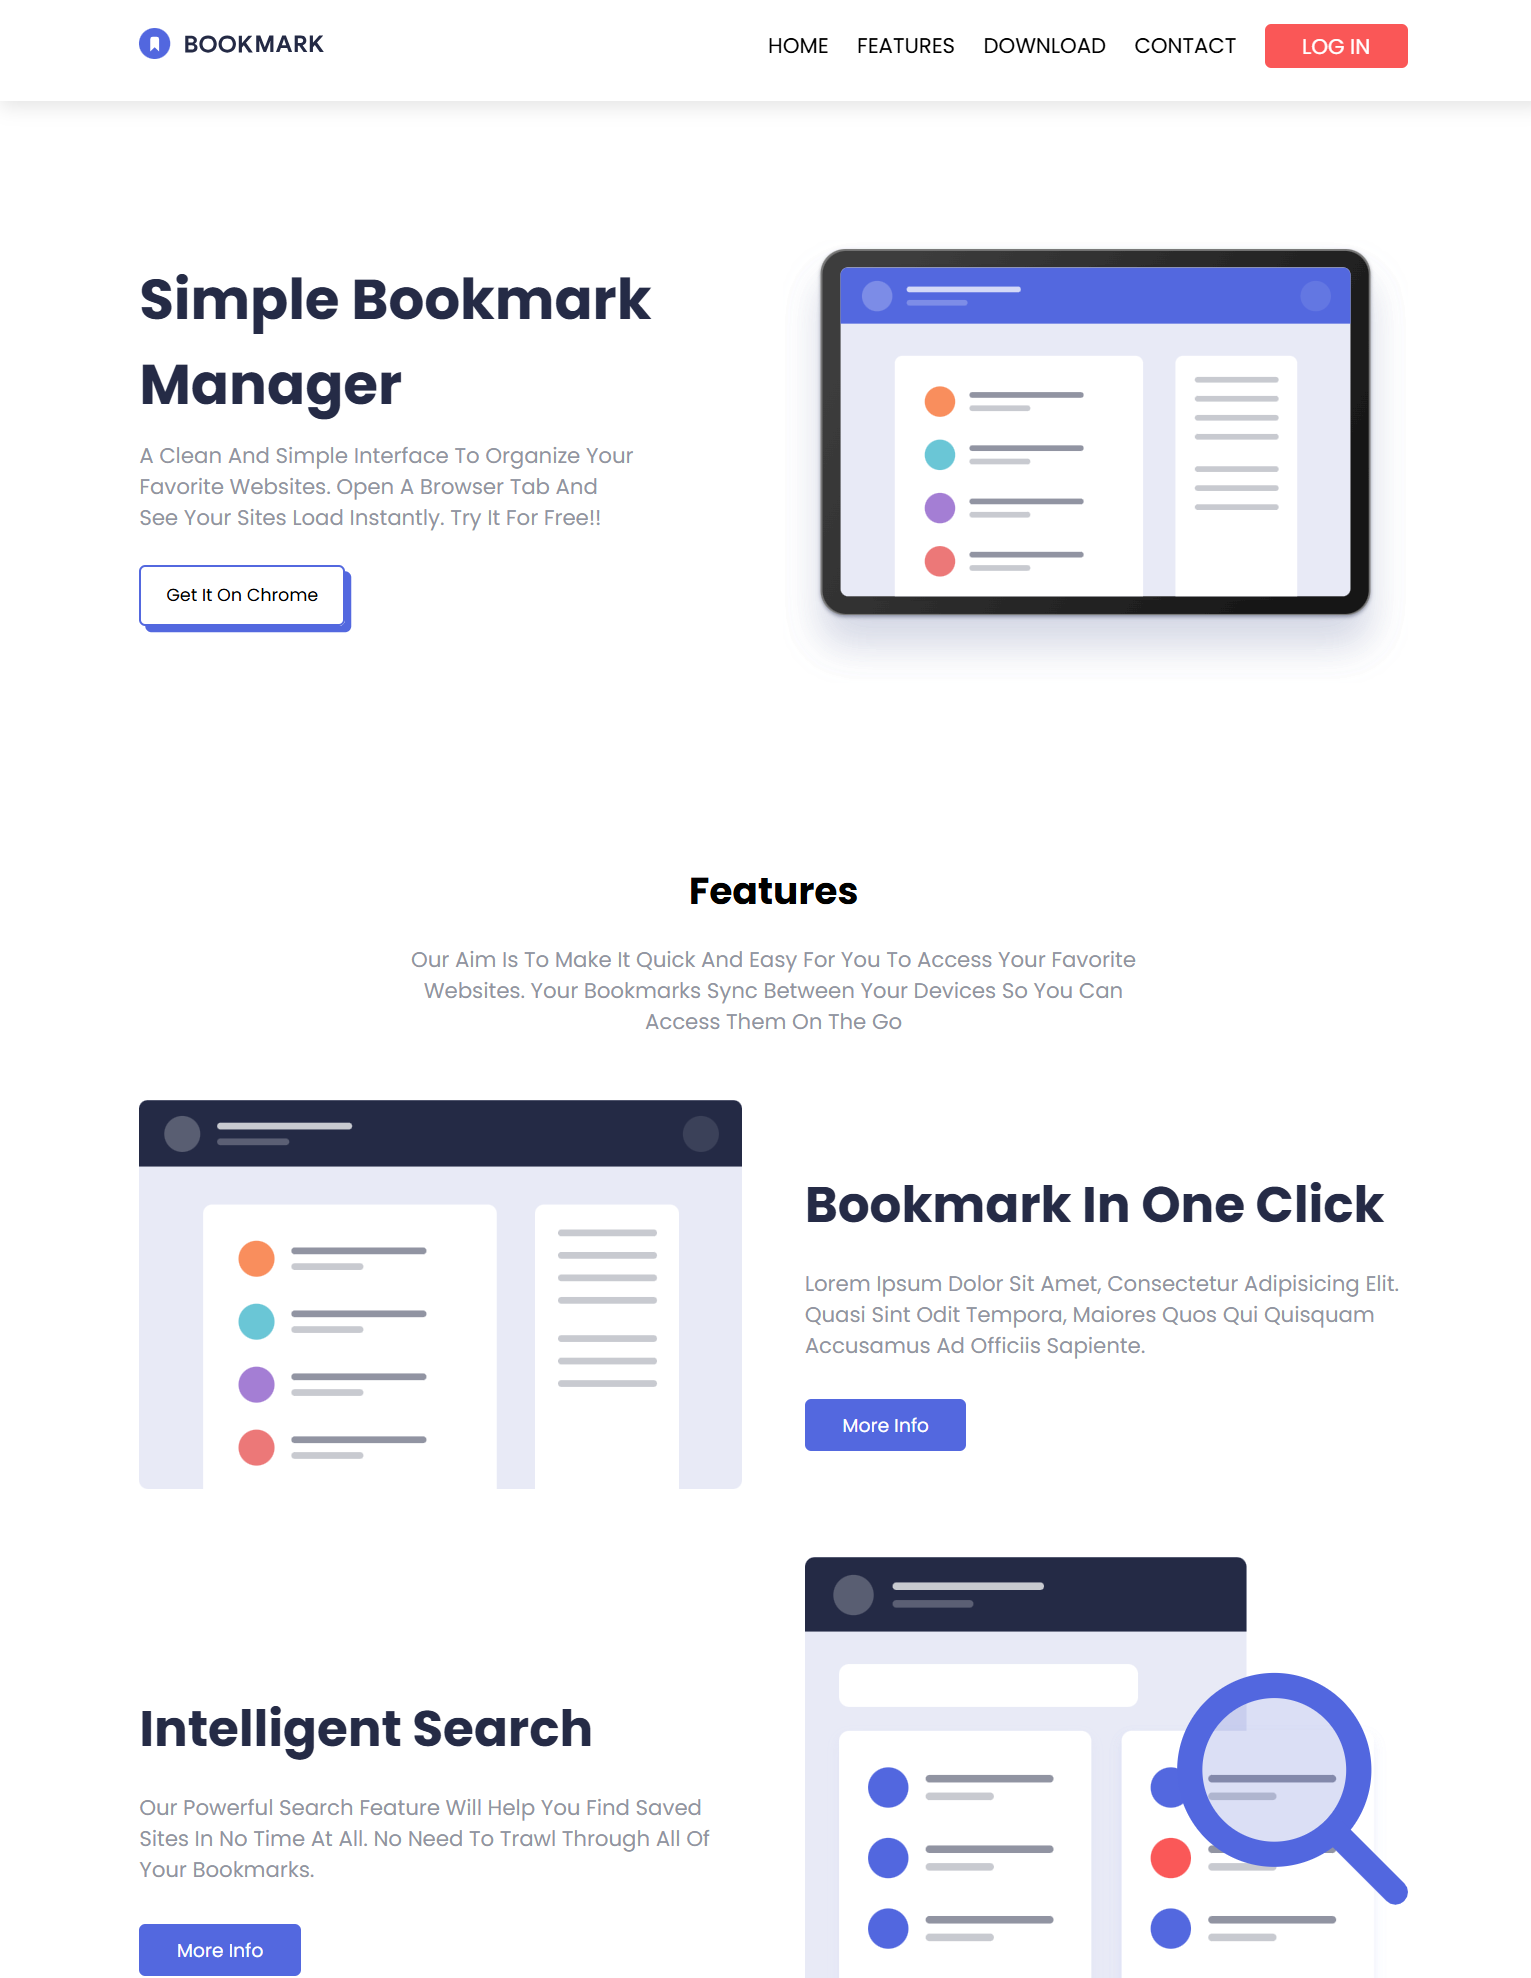 BOOKMARK
HOME FEATURES DOWNLOAD CONTACT LOG IN
Simple Bookmark
Manager
A Clean And Simple Interface To Organize Your
Favorite Websites. Open A Browser Tab And
See Your Sites Load Instantly. Try It For Free!!
Get It On Chrome
Features
Our Aim Is To Make It Quick And Easy For You To Access Your Favorite
Websites. Your Bookmarks Sync Between Your Devices So You Can
Access Them On The Go
Bookmark In One Click
Lorem Ipsum Dolor Sit Amet, Consectetur Adipisicing Elit.
Quasi Sint Odit Tempora, Maiores Quos Qui Quisquam
Accusamus Ad Officiis Sapiente.
More Info
Intelligent Search
Our Powerful Search Feature Will Help You Find Saved
Sites In No Time At All. No Need To Trawl Through All Of
Your Bookmarks.
More Info